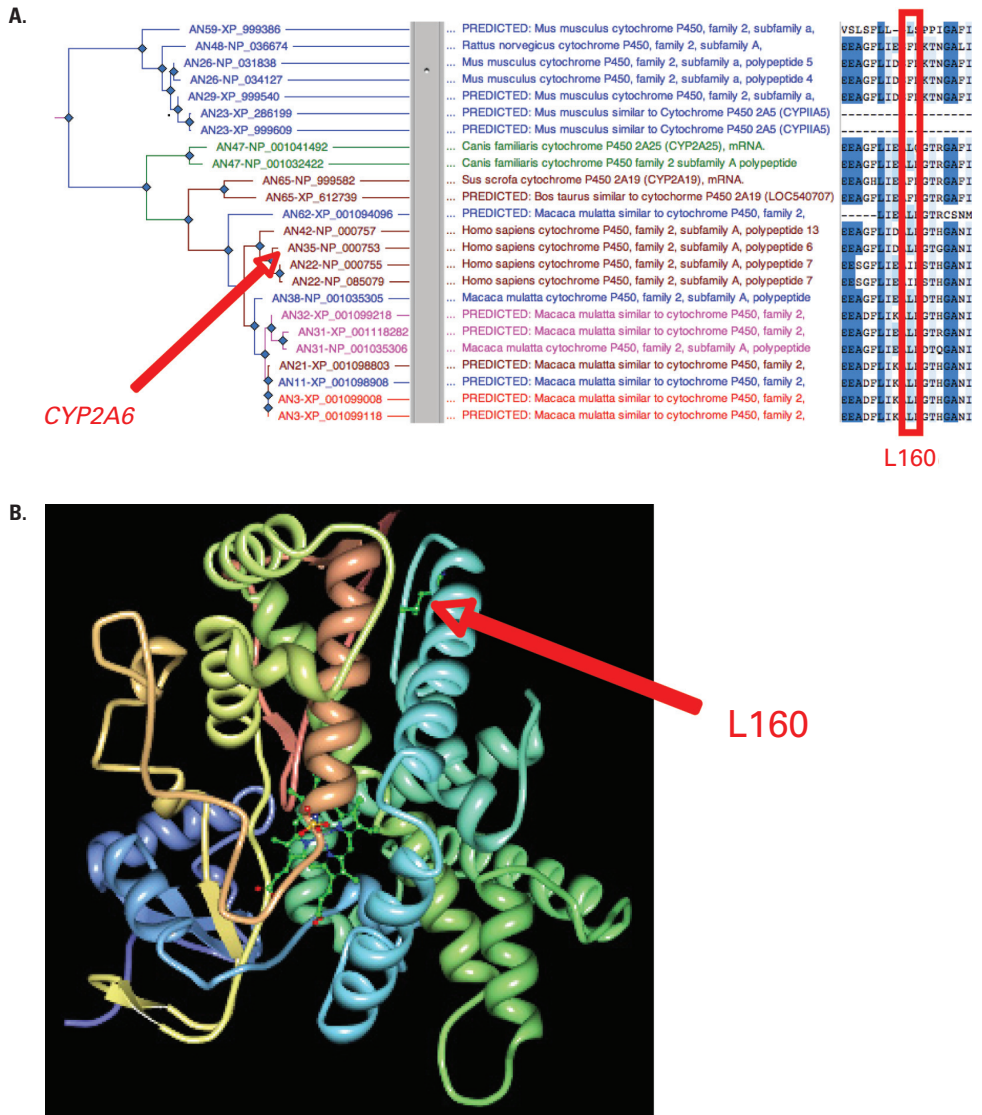 A.
AN59-XP_999386 ... PREDICTED: Mus musculus cytochrome P450, family 2, subfamily a,
AN48-NP_036674 ... Rattus norvegicus cytochrome P450, family 2, subfamily A,
AN26-NP_031838 ... Mus musculus cytochrome P450, family 2, subfamily a, polypeptide 5
AN26-NP_034127 ... Mus musculus cytochrome P450, family 2, subfamily a, polypeptide 4
AN29-XP_999540 ... PREDICTED: Mus musculus cytochrome P450, family 2, subfamily a,
AN23-XP_286199 ... PREDICTED: Mus musculus similar to Cytochrome P450 2A5 (CYPIIA5)
AN23-XP_999609 ... PREDICTED: Mus musculus similar to Cytochrome P450 2A5 (CYPIIA5)
AN47-NP_001041492 ... Canis familiaris cytochrome P450 2A25 (CYP2A25), mRNA.
AN47-NP_001032422 ... Canis familiaris cytochrome P450 family 2 subfamily A polypeptide
AN65-NP_999582 ... Sus scrofa cytochrome P450 2A19 (CYP2A19), mRNA.
AN65-XP_612739 ... PREDICTED: Bos taurus similar to cytochorme P450 2A19 (LOC540707)
AN62-XP_001094096 ... PREDICTED: Macaca mulatta similar to cytochrome P450, family 2,
AN42-NP_000757 ... Homo sapiens cytochrome P450, family 2, subfamily A, polypeptide 13
AN35-NP_000753 ... Homo sapiens cytochrome P450, family 2, subfamily A, polypeptide 6
AN22-NP_000755 ... Homo sapiens cytochrome P450, family 2, subfamily A, polypeptide 7
AN22-NP_085079 ... Homo sapiens cytochrome P450, family 2, subfamily A, polypeptide 7
AN38-NP_001035305 ... Macaca mulatta cytochrome P450, family 2, subfamily A, polypeptide
AN32-XP_001099218 ... PREDICTED: Macaca mulatta similar to cytochrome P450, family 2,
AN31-XP_001118282 ... PREDICTED: Macaca mulatta similar to cytochrome P450, family 2,
AN31-NP_001035306 ... Macaca mulatta cytochrome P450, family 2, subfamily A, polypeptide
AN21-XP_001098803 ... PREDICTED: Macaca mulatta similar to cytochrome P450, family 2,
AN11-XP_001098908 ... PREDICTED: Macaca mulatta similar to cytochrome P450, family 2,
AN3-XP_001099008 ... PREDICTED: Macaca mulatta similar to cytochrome P450, family 2,
AN3-XP_001099118 ... PREDICTED: Macaca mulatta similar to cytochrome P450, family 2,
CYP2A6
L160
B.
L160